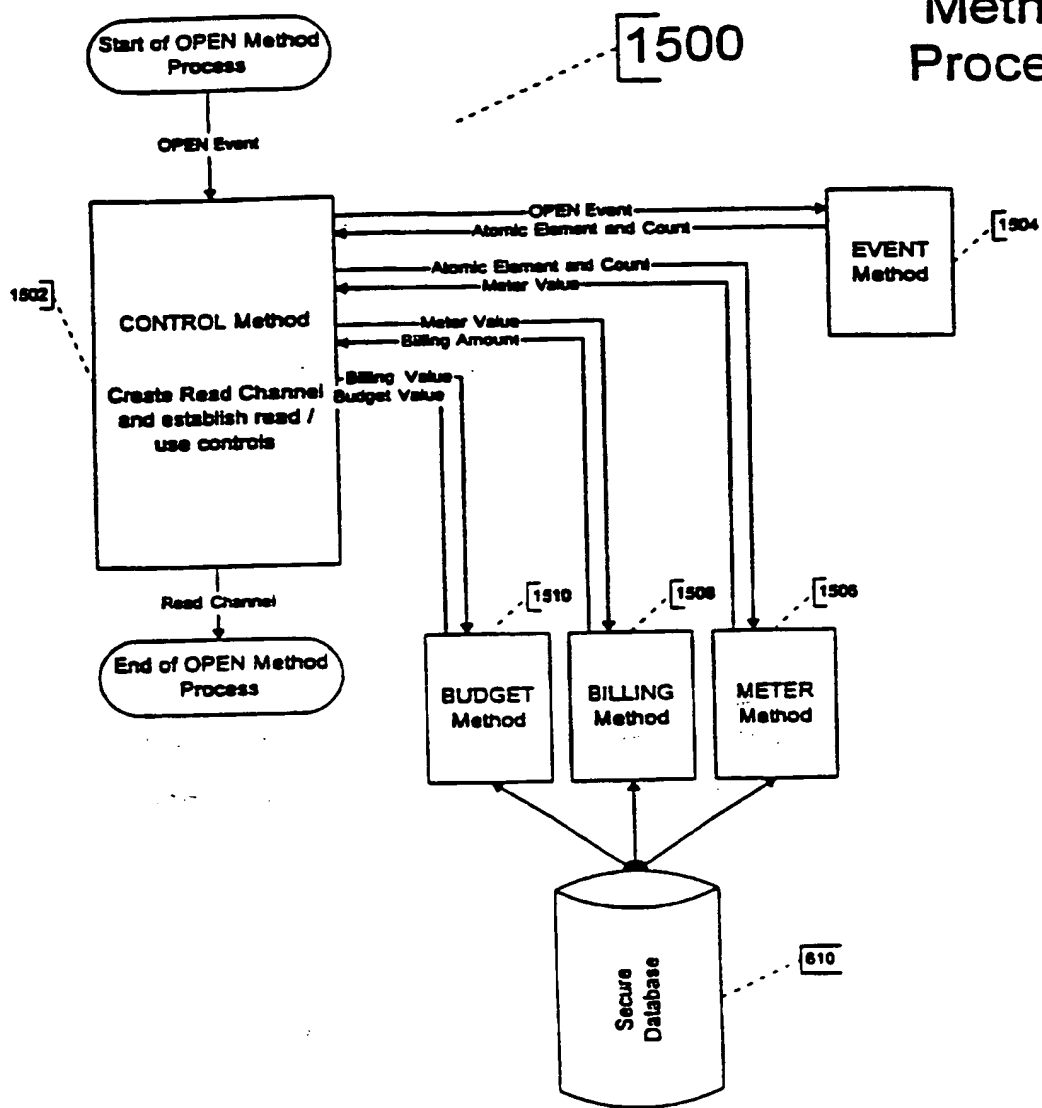 Start of OPEN Method
Process
1500
Meth
Proce
OPEN Event
OPEN Event
Atomic Element and Count
EVENT
Method
1504
Atomic Element and Count
Meter Value
1502
CONTROL Method
Meter Value
Billing Amount
Create Read Channel
and establish read /
use controls
Billing Value
Budget Value
Read Channel
1510
1508
1506
End of OPEN Method
Process
BUDGET
Method
BILLING
Method
METER
Method
Secure
Database
610